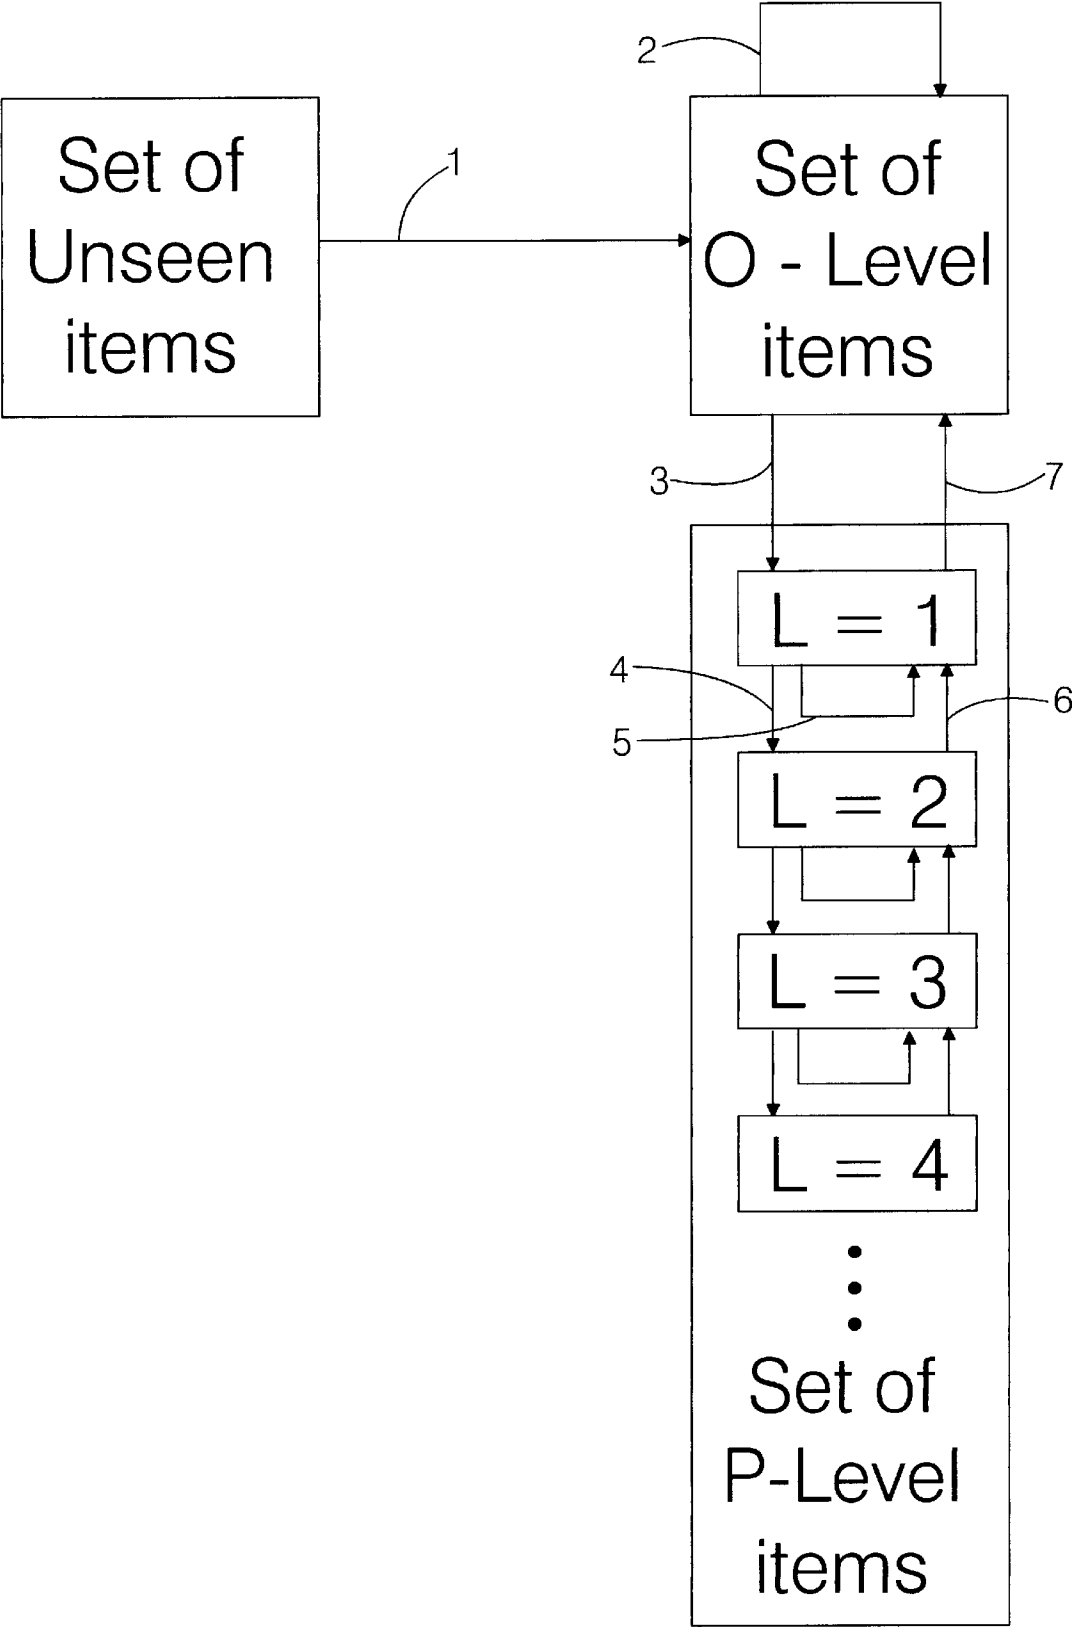 2
Set of
Unseen
items
1
Set of
O - Level
items
3
7
L = 1
4
5
6
L = 2
L = 3
L = 4
Set of
P-Level
items